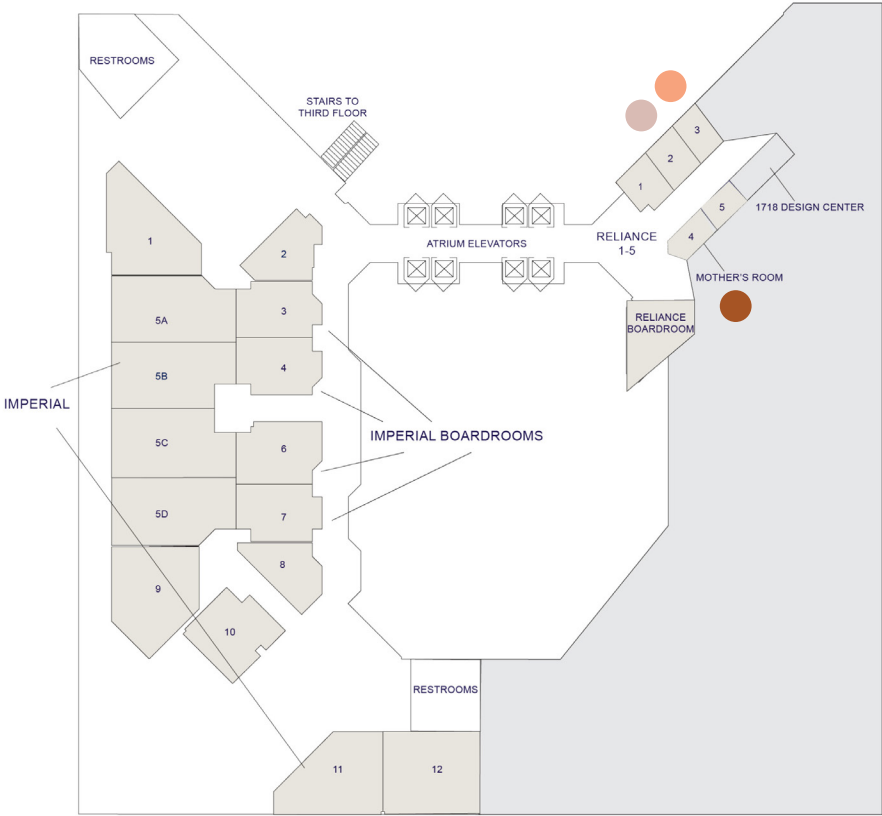 RESTROOMS
STAIRS TO
THIRD FLOOR
3
2
1
5
4
1718 DESIGN CENTER
ATRIUM ELEVATORS
RELIANCE
1-5
MOTHER'S ROOM
RELIANCE
BOARDROOM
1
2
3
5A
4
5B
IMPERIAL
IMPERIAL BOARDROOMS
5C
6
5D
7
8
9
10
RESTROOMS
11
12